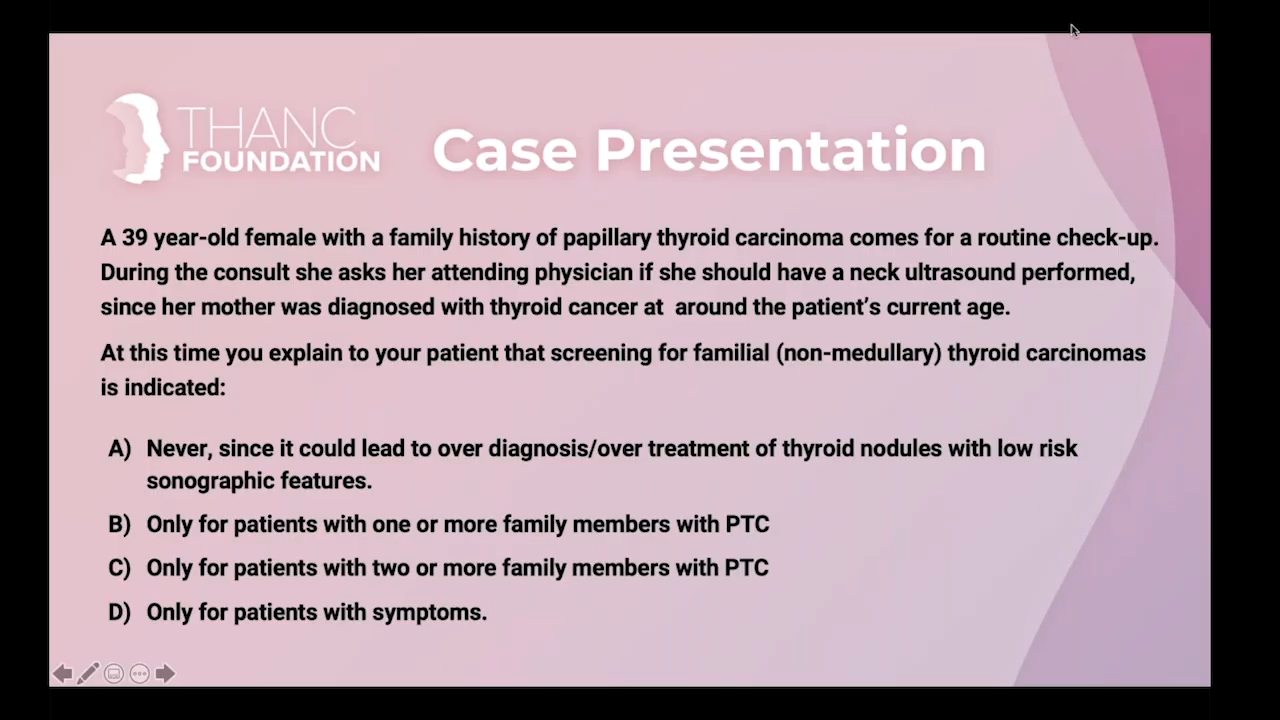 THANC
FOUNDATION
Case Presentation
A 39 year-old female with a family history of papillary thyroid carcinoma comes for a routine check-up.
During the consult she asks her attending physician if she should have a neck ultrasound performed,
since her mother was diagnosed with thyroid cancer at around the patient’s current age.
At this time you explain to your patient that screening for familial (non-medullary) thyroid carcinomas
is indicated:
A) Never, since it could lead to over diagnosis/over treatment of thyroid nodules with low risk
sonographic features.
B) Only for patients with one or more family members with PTC
C) Only for patients with two or more family members with PTC
D) Only for patients with symptoms.